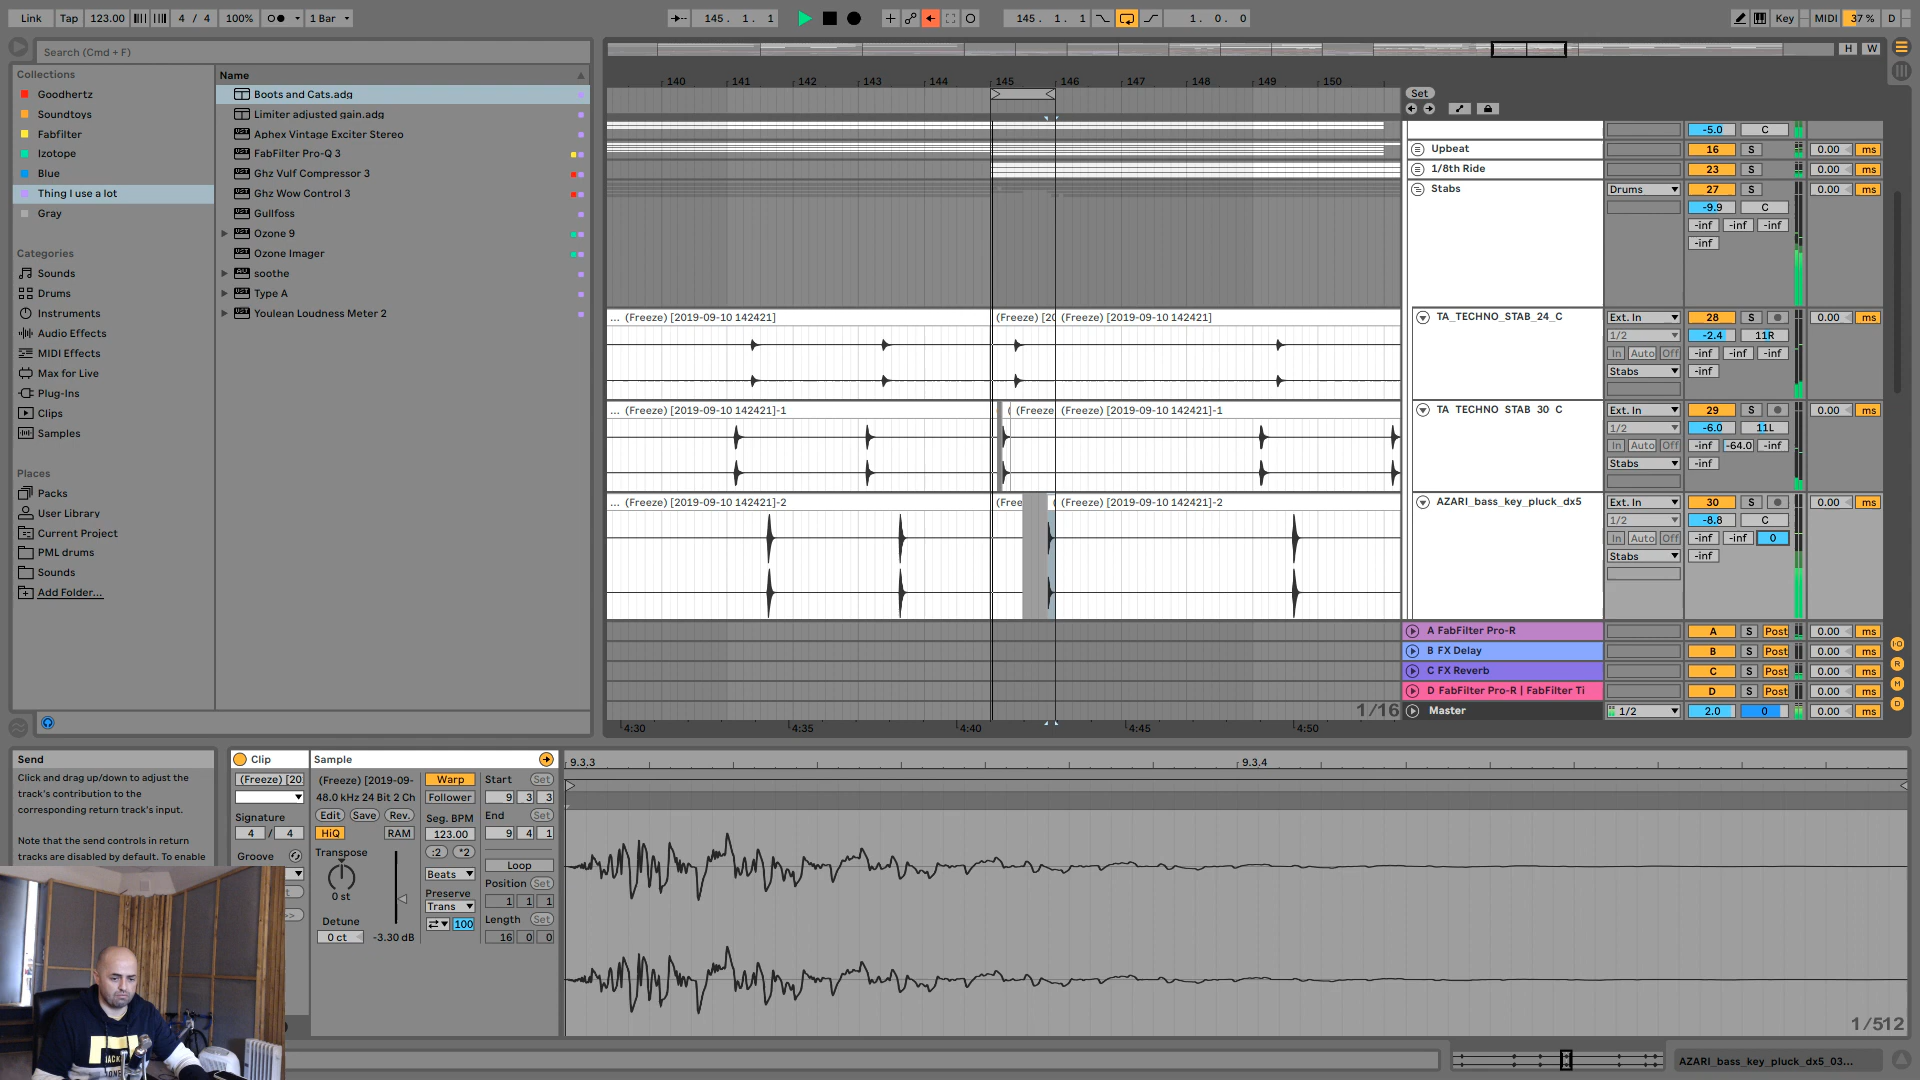 Link Tap 123.00 4 / 4 100% 1 Bar 145. 1. 1 145. 1. 1 1. 0. 0 Key MIDI 37 % D
Search (Cmd + F)
H W
Collections
Goodhertz
Soundtoys
Fabfilter
Izotope
Blue
Thing I use a lot
Gray
Categories
Sounds
Drums
Instruments
Audio Effects
MIDI Effects
Max for Live
Plug-Ins
Clips
Samples
Places
Packs
User Library
Current Project
PML drums
Sounds
Add Folder...
Name
Boots and Cats.adg
Limiter adjusted gain.adg
Aphex Vintage Exciter Stereo
FabFilter Pro-Q 3
Ghz Vulf Compressor 3
Ghz Wow Control 3
Gullfoss
Ozone 9
Ozone Imager
soothe
Type A
Youlean Loudness Meter 2
140 141 142 143 144 145 146 147 148 149 150
Set
-5.0 C
Upbeat 16 S 0.00 ms
1/8th Ride 23 S 0.00 ms
Stabs Drums 27 S 0.00 ms
-9.9 C
-inf -inf -inf
-inf
... (Freeze) [2019-09-10 142421] (Freeze) [20 (Freeze) [2019-09-10 142421]
TA_TECHNO_STAB_24_C Ext. In 28 S 0.00 ms
1/2 -2.4 11R
In Auto Off -inf -inf -inf
Stabs -inf
... (Freeze) [2019-09-10 142421]-1 ( (Freeze (Freeze) [2019-09-10 142421]-1
TA_TECHNO_STAB_30_C Ext. In 29 S 0.00 ms
1/2 -6.0 11L
In Auto Off -inf -64.0 -inf
Stabs -inf
... (Freeze) [2019-09-10 142421]-2 (Free ( (Freeze) [2019-09-10 142421]-2
AZARI_bass_key_pluck_dx5 Ext. In 30 S 0.00 ms
1/2 -8.8 C
In Auto Off -inf -inf 0
Stabs -inf
A FabFilter Pro-R A S Post 0.00 ms
B FX Delay B S Post 0.00 ms
C FX Reverb C S Post 0.00 ms
D FabFilter Pro-R | FabFilter Ti D S Post 0.00 ms
1/16 Master 1/2 2.0 0 0.00 ms
4:30 4:35 4:40 4:45 4:50
I·O
R
M
D
Send
Click and drag up/down to adjust the
track's contribution to the
corresponding return track's input.
Note that the send controls in return
tracks are disabled by default. To enable
Clip
(Freeze) [20
Signature
4 / 4
Groove
>>
Sample
(Freeze) [2019-09-
48.0 kHz 24 Bit 2 Ch
Edit Save Rev.
HiQ RAM
Transpose
0 st
Detune
0 ct -3.30 dB
Warp
Follower
Seg. BPM
123.00
:2 *2
Beats
Preserve
Trans
100
Start Set
9 3 3
End Set
9 4 1
Loop
Position Set
1 1 1
Length Set
16 0 0
9.3.3 9.3.4
1/512
AZARI_bass_key_pluck_dx5_03...